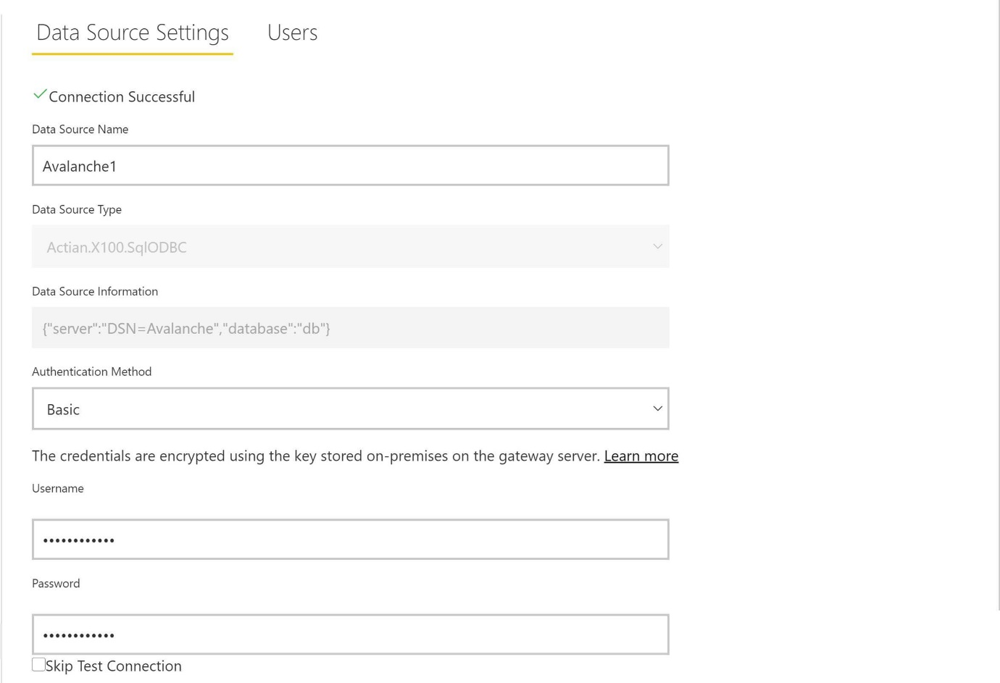 Data Source Settings Users
Connection Successful
Data Source Name
Avalanche1
Data Source Type
Actian.X100.SqlODBC
Data Source Information
{"server":"DSN=Avalanche","database":"db"}
Authentication Method
Basic
The credentials are encrypted using the key stored on-premises on the gateway server. Learn more
Username
••••••••••••
Password
••••••••••••
Skip Test Connection